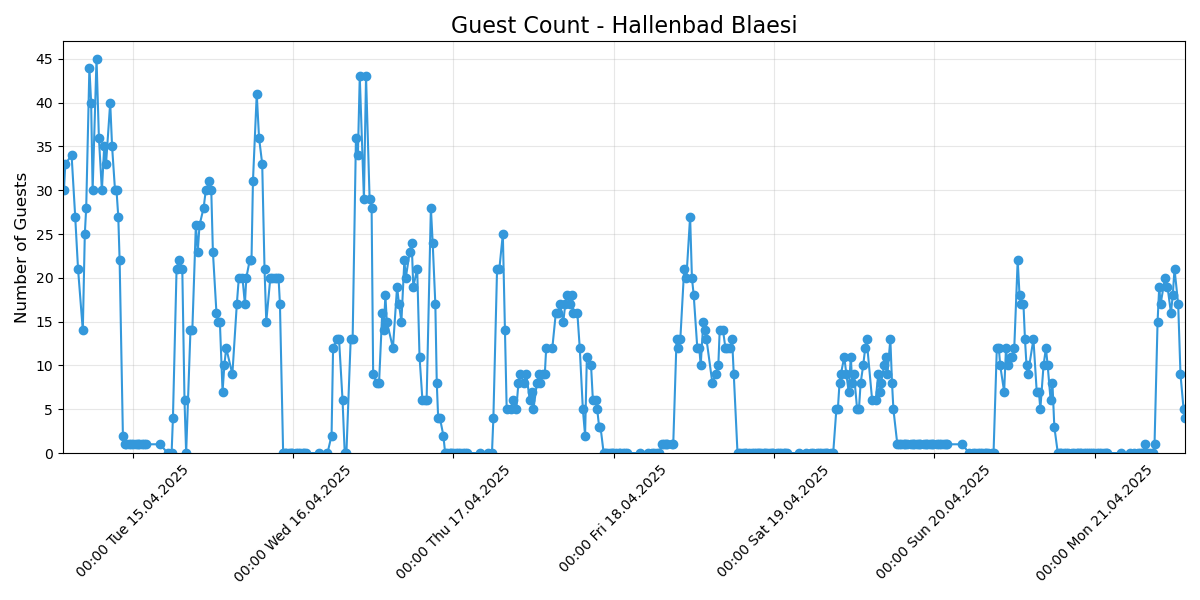 Guest Count - Hallenbad Blaesi
Number of Guests
45
40
35
30
25
20
15
10
5
0
00:00 Tue 15.04.2025
00:00 Wed 16.04.2025
00:00 Thu 17.04.2025
00:00 Fri 18.04.2025
00:00 Sat 19.04.2025
00:00 Sun 20.04.2025
00:00 Mon 21.04.2025